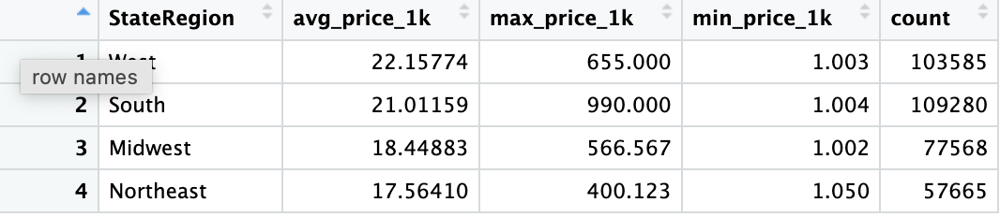 StateRegion avg_price_1k max_price_1k min_price_1k count
1 West 22.15774 655.000 1.003 103585
row names
2 South 21.01159 990.000 1.004 109280
3 Midwest 18.44883 566.567 1.002 77568
4 Northeast 17.56410 400.123 1.050 57665